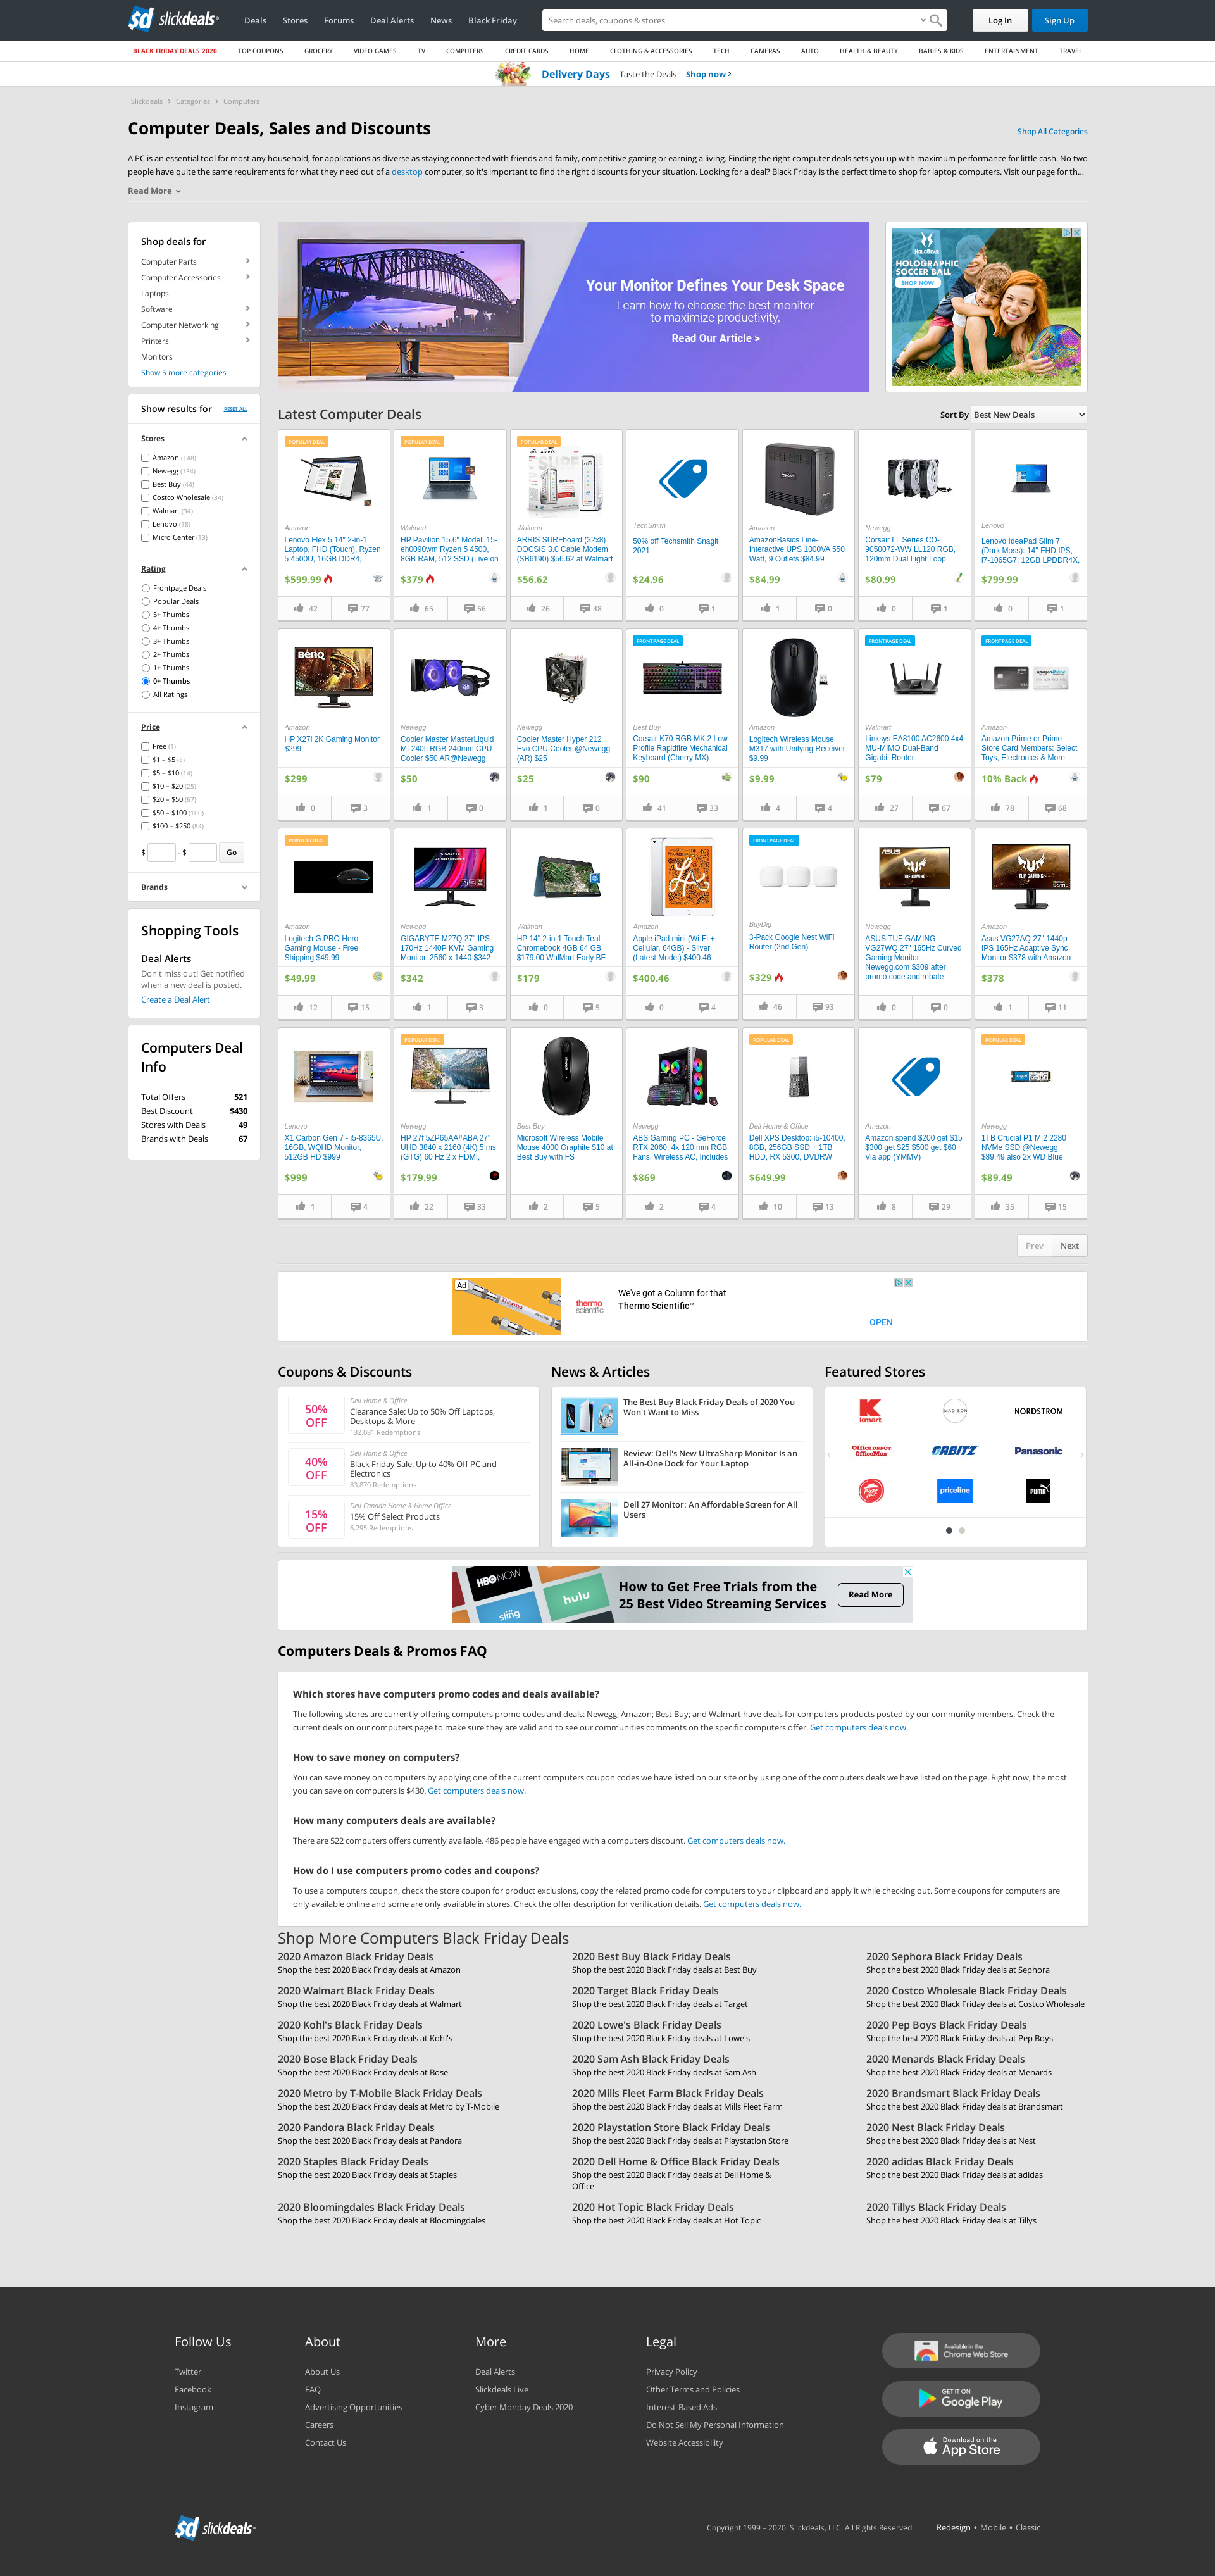 slickdeals
Deals
Stores
Forums
Deal Alerts
News
Black Friday
Search deals, coupons & stores
Log In
Sign Up
BLACK FRIDAY DEALS 2020
TOP COUPONS
GROCERY
VIDEO GAMES
TV
COMPUTERS
CREDIT CARDS
HOME
CLOTHING & ACCESSORIES
TECH
CAMERAS
AUTO
HEALTH & BEAUTY
BABIES & KIDS
ENTERTAINMENT
TRAVEL
Delivery Days Taste the Deals Shop now
Slickdeals > Categories > Computers
Computer Deals, Sales and Discounts
Shop All Categories
A PC is an essential tool for most any household, for applications as diverse as staying connected with friends and family, competitive gaming or earning a living. Finding the right computer deals sets you up with maximum performance for little cash. No two
people have quite the same requirements for what they need out of a desktop computer, so it's important to find the right discounts for your situation. Looking for a deal? Black Friday is the perfect time to shop for laptop computers. Visit our page for th...
Read More
Shop deals for
Computer Parts
Computer Accessories
Laptops
Software
Computer Networking
Printers
Monitors
Show 5 more categories
Show results for RESET ALL
Stores
Amazon (148)
Newegg (134)
Best Buy (44)
Costco Wholesale (34)
Walmart (34)
Lenovo (18)
Micro Center (13)
Rating
Frontpage Deals
Popular Deals
5+ Thumbs
4+ Thumbs
3+ Thumbs
2+ Thumbs
1+ Thumbs
0+ Thumbs
All Ratings
Price
Free (1)
$1 – $5 (8)
$5 – $10 (14)
$10 – $20 (25)
$20 – $50 (67)
$50 – $100 (100)
$100 – $250 (84)
$ - $ Go
Brands
Shopping Tools
Deal Alerts
Don't miss out! Get notified
when a new deal is posted.
Create a Deal Alert
Computers Deal
Info
Total Offers 521
Best Discount $430
Stores with Deals 49
Brands with Deals 67
Your Monitor Defines Your Desk Space
Learn how to choose the best monitor
to maximize productivity.
Read Our Article >
HOLOGEAR
HOLOGRAPHIC
SOCCER BALL
SHOP NOW
Latest Computer Deals
Sort By Best New Deals
POPULAR DEAL
Amazon
Lenovo Flex 5 14" 2-in-1
Laptop, FHD (Touch), Ryzen
5 4500U, 16GB DDR4,
$599.99
42 77
POPULAR DEAL
Walmart
HP Pavilion 15.6" Model: 15-
eh0090wm Ryzen 5 4500,
8GB RAM, 512 SSD (Live on
$379
65 56
POPULAR DEAL
Walmart
ARRIS SURFboard (32x8)
DOCSIS 3.0 Cable Modem
(SB6190) $56.62 at Walmart
$56.62
26 48
TechSmith
50% off Techsmith Snagit
2021
$24.96
0 1
Amazon
AmazonBasics Line-
Interactive UPS 1000VA 550
Watt, 9 Outlets $84.99
$84.99
1 0
Newegg
Corsair LL Series CO-
9050072-WW LL120 RGB,
120mm Dual Light Loop
$80.99
0 1
Lenovo
Lenovo IdeaPad Slim 7
(Dark Moss): 14" FHD IPS,
i7-1065G7, 12GB LPDDR4X,
$799.99
0 1
BenQ
Amazon
HP X27i 2K Gaming Monitor
$299
$299
0 3
Newegg
Cooler Master MasterLiquid
ML240L RGB 240mm CPU
Cooler $50 AR@Newegg
$50
1 0
Newegg
Cooler Master Hyper 212
Evo CPU Cooler @Newegg
(AR) $25
$25
1 0
FRONTPAGE DEAL
Best Buy
Corsair K70 RGB MK.2 Low
Profile Rapidfire Mechanical
Keyboard (Cherry MX)
$90
41 33
Amazon
Logitech Wireless Mouse
M317 with Unifying Receiver
$9.99
$9.99
4 4
FRONTPAGE DEAL
Walmart
Linksys EA8100 AC2600 4x4
MU-MIMO Dual-Band
Gigabit Router
$79
27 67
FRONTPAGE DEAL
Amazon
Amazon Prime or Prime
Store Card Members: Select
Toys, Electronics & More
10% Back
78 68
POPULAR DEAL
Amazon
Logitech G PRO Hero
Gaming Mouse - Free
Shipping $49.99
$49.99
12 15
Newegg
GIGABYTE M27Q 27" IPS
170Hz 1440P KVM Gaming
Monitor, 2560 x 1440 $342
$342
1 3
Walmart
HP 14" 2-in-1 Touch Teal
Chromebook 4GB 64 GB
$179.00 WalMart Early BF
$179
0 5
Amazon
Apple iPad mini (Wi-Fi +
Cellular, 64GB) - Silver
(Latest Model) $400.46
$400.46
0 4
FRONTPAGE DEAL
BuyDig
3-Pack Google Nest WiFi
Router (2nd Gen)
$329
46 93
Newegg
ASUS TUF GAMING
VG27WQ 27" 165Hz Curved
Gaming Monitor -
Newegg.com $309 after
promo code and rebate
0 0
Amazon
Asus VG27AQ 27" 1440p
IPS 165Hz Adaptive Sync
Monitor $378 with Amazon
$378
1 11
Lenovo
X1 Carbon Gen 7 - i5-8365U,
16GB, WQHD Monitor,
512GB HD $999
$999
1 4
POPULAR DEAL
Newegg
HP 27f 5ZP65AA#ABA 27"
UHD 3840 x 2160 (4K) 5 ms
(GTG) 60 Hz 2 x HDMI,
$179.99
22 33
Best Buy
Microsoft Wireless Mobile
Mouse 4000 Graphite $10 at
Best Buy with FS
2 5
Newegg
ABS Gaming PC - GeForce
RTX 2060, 4x 120 mm RGB
Fans, Wireless AC, Includes
$869
2 4
POPULAR DEAL
Dell Home & Office
Dell XPS Desktop: i5-10400,
8GB, 256GB SSD + 1TB
HDD, RX 5300, DVDRW
$649.99
10 13
Amazon
Amazon spend $200 get $15
$300 get $25 $500 get $60
Via app (YMMV)
8 29
POPULAR DEAL
Newegg
1TB Crucial P1 M.2 2280
NVMe SSD @Newegg
$89.49 also 2x WD Blue
$89.49
35 15
Prev Next
Ad
thermo scientific
We've got a Column for that
Thermo Scientific™
OPEN
Coupons & Discounts
50%
OFF
Dell Home & Office
Clearance Sale: Up to 50% Off Laptops,
Desktops & More
132,081 Redemptions
40%
OFF
Dell Home & Office
Black Friday Sale: Up to 40% Off PC and
Electronics
83,870 Redemptions
15%
OFF
Dell Canada Home & Home Office
15% Off Select Products
6,295 Redemptions
News & Articles
The Best Buy Black Friday Deals of 2020 You
Won't Want to Miss
Review: Dell's New UltraSharp Monitor Is an
All-in-One Dock for Your Laptop
Dell 27 Monitor: An Affordable Screen for All
Users
Featured Stores
kmart
MADISON
NORDSTROM
Office DEPOT
OfficeMax
ORBITZ
Panasonic
Pizza Hut
priceline
PUMA
HBO NOW
sling
hulu
How to Get Free Trials from the
25 Best Video Streaming Services
Read More
Computers Deals & Promos FAQ
Which stores have computers promo codes and deals available?
The following stores are currently offering computers promo codes and deals: Newegg; Amazon; Best Buy; and Walmart have deals for computers products posted by our community members. Check the
current deals on our computers page to make sure they are valid and to see our communities comments on the specific computers offer. Get computers deals now.
How to save money on computers?
You can save money on computers by applying one of the current computers coupon codes we have listed on our site or by using one of the computers deals we have listed on the page. Right now, the most
you can save on computers is $430. Get computers deals now.
How many computers deals are available?
There are 522 computers offers currently available. 486 people have engaged with a computers discount. Get computers deals now.
How do I use computers promo codes and coupons?
To use a computers coupon, check the store coupon for product exclusions, copy the related promo code for computers to your clipboard and apply it while checking out. Some coupons for computers are
only available online and some are only available in stores. Check the offer description for verification details. Get computers deals now.
Shop More Computers Black Friday Deals
2020 Amazon Black Friday Deals
Shop the best 2020 Black Friday deals at Amazon
2020 Best Buy Black Friday Deals
Shop the best 2020 Black Friday deals at Best Buy
2020 Sephora Black Friday Deals
Shop the best 2020 Black Friday deals at Sephora
2020 Walmart Black Friday Deals
Shop the best 2020 Black Friday deals at Walmart
2020 Target Black Friday Deals
Shop the best 2020 Black Friday deals at Target
2020 Costco Wholesale Black Friday Deals
Shop the best 2020 Black Friday deals at Costco Wholesale
2020 Kohl's Black Friday Deals
Shop the best 2020 Black Friday deals at Kohl's
2020 Lowe's Black Friday Deals
Shop the best 2020 Black Friday deals at Lowe's
2020 Pep Boys Black Friday Deals
Shop the best 2020 Black Friday deals at Pep Boys
2020 Bose Black Friday Deals
Shop the best 2020 Black Friday deals at Bose
2020 Sam Ash Black Friday Deals
Shop the best 2020 Black Friday deals at Sam Ash
2020 Menards Black Friday Deals
Shop the best 2020 Black Friday deals at Menards
2020 Metro by T-Mobile Black Friday Deals
Shop the best 2020 Black Friday deals at Metro by T-Mobile
2020 Mills Fleet Farm Black Friday Deals
Shop the best 2020 Black Friday deals at Mills Fleet Farm
2020 Brandsmart Black Friday Deals
Shop the best 2020 Black Friday deals at Brandsmart
2020 Pandora Black Friday Deals
Shop the best 2020 Black Friday deals at Pandora
2020 Playstation Store Black Friday Deals
Shop the best 2020 Black Friday deals at Playstation Store
2020 Nest Black Friday Deals
Shop the best 2020 Black Friday deals at Nest
2020 Staples Black Friday Deals
Shop the best 2020 Black Friday deals at Staples
2020 Dell Home & Office Black Friday Deals
Shop the best 2020 Black Friday deals at Dell Home &
Office
2020 adidas Black Friday Deals
Shop the best 2020 Black Friday deals at adidas
2020 Bloomingdales Black Friday Deals
Shop the best 2020 Black Friday deals at Bloomingdales
2020 Hot Topic Black Friday Deals
Shop the best 2020 Black Friday deals at Hot Topic
2020 Tillys Black Friday Deals
Shop the best 2020 Black Friday deals at Tillys
Follow Us
Twitter
Facebook
Instagram
About
About Us
FAQ
Advertising Opportunities
Careers
Contact Us
More
Deal Alerts
Slickdeals Live
Cyber Monday Deals 2020
Legal
Privacy Policy
Other Terms and Policies
Interest-Based Ads
Do Not Sell My Personal Information
Website Accessibility
Available in the
Chrome Web Store
GET IT ON
Google Play
Download on the
App Store
slickdeals
Copyright 1999 – 2020. Slickdeals, LLC. All Rights Reserved.
Redesign • Mobile • Classic